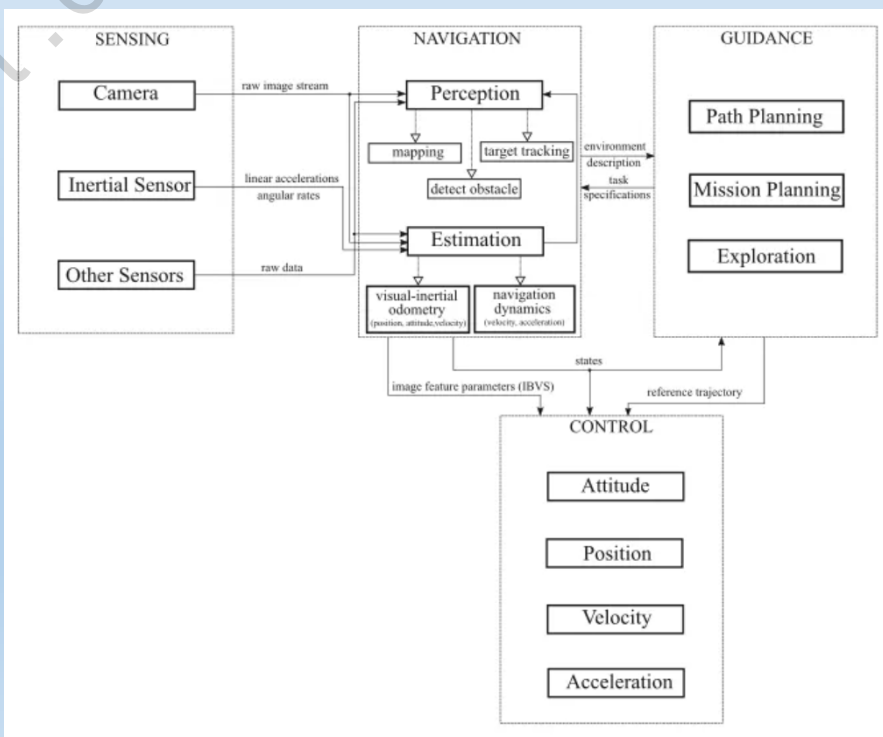 SENSING
Camera
Inertial Sensor
Other Sensors
raw image stream
linear accelerations
angular rates
raw data
NAVIGATION
Perception
mapping
target tracking
detect obstacle
Estimation
visual-inertial
odometry
(position, attitude,velocity)
navigation
dynamics
(velocity, acceleration)
environment
description
task
specifications
GUIDANCE
Path Planning
Mission Planning
Exploration
states
image feature parameters (IBVS)
reference trajectory
CONTROL
Attitude
Position
Velocity
Acceleration